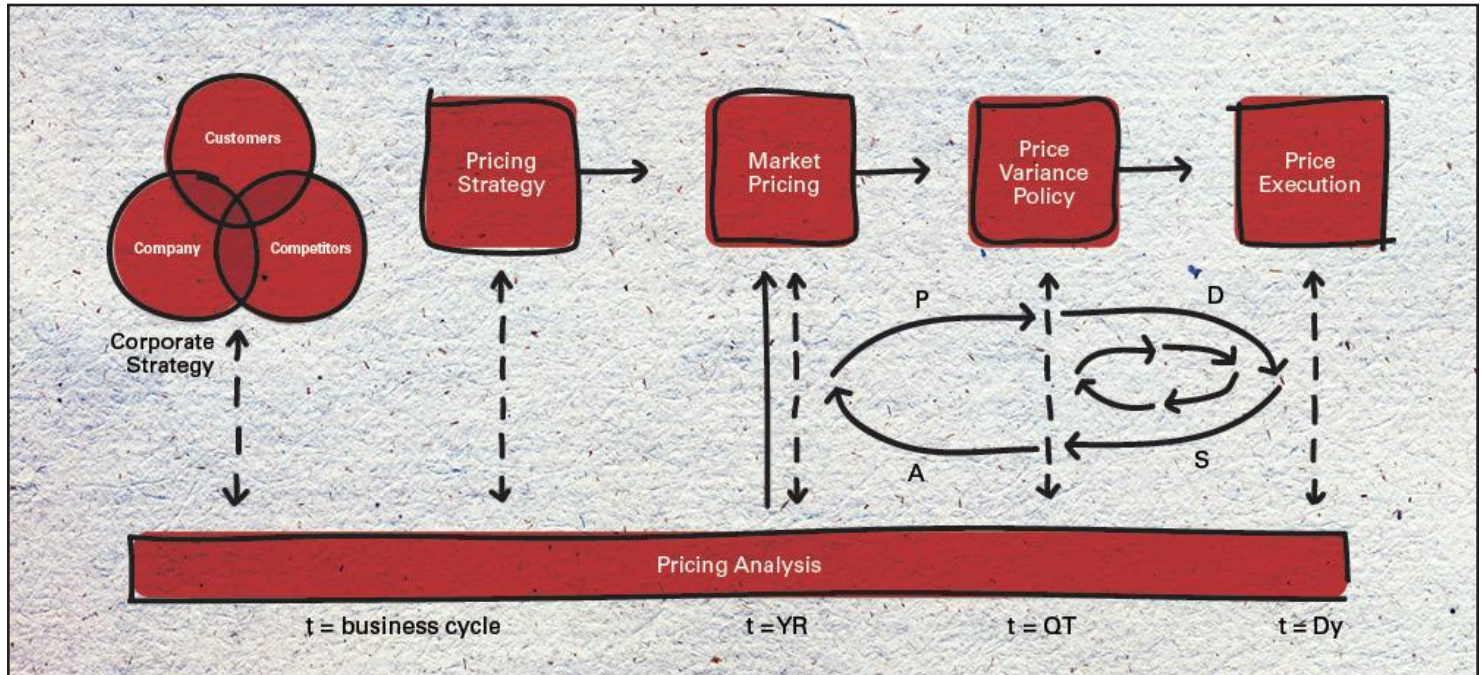 Customers
Company
Competitors
Corporate
Strategy
Pricing
Strategy
Market
Pricing
Price
Variance
Policy
Price
Execution
P
D
A
S
Pricing Analysis
t = business cycle
t =YR
t = QT
t = Dy